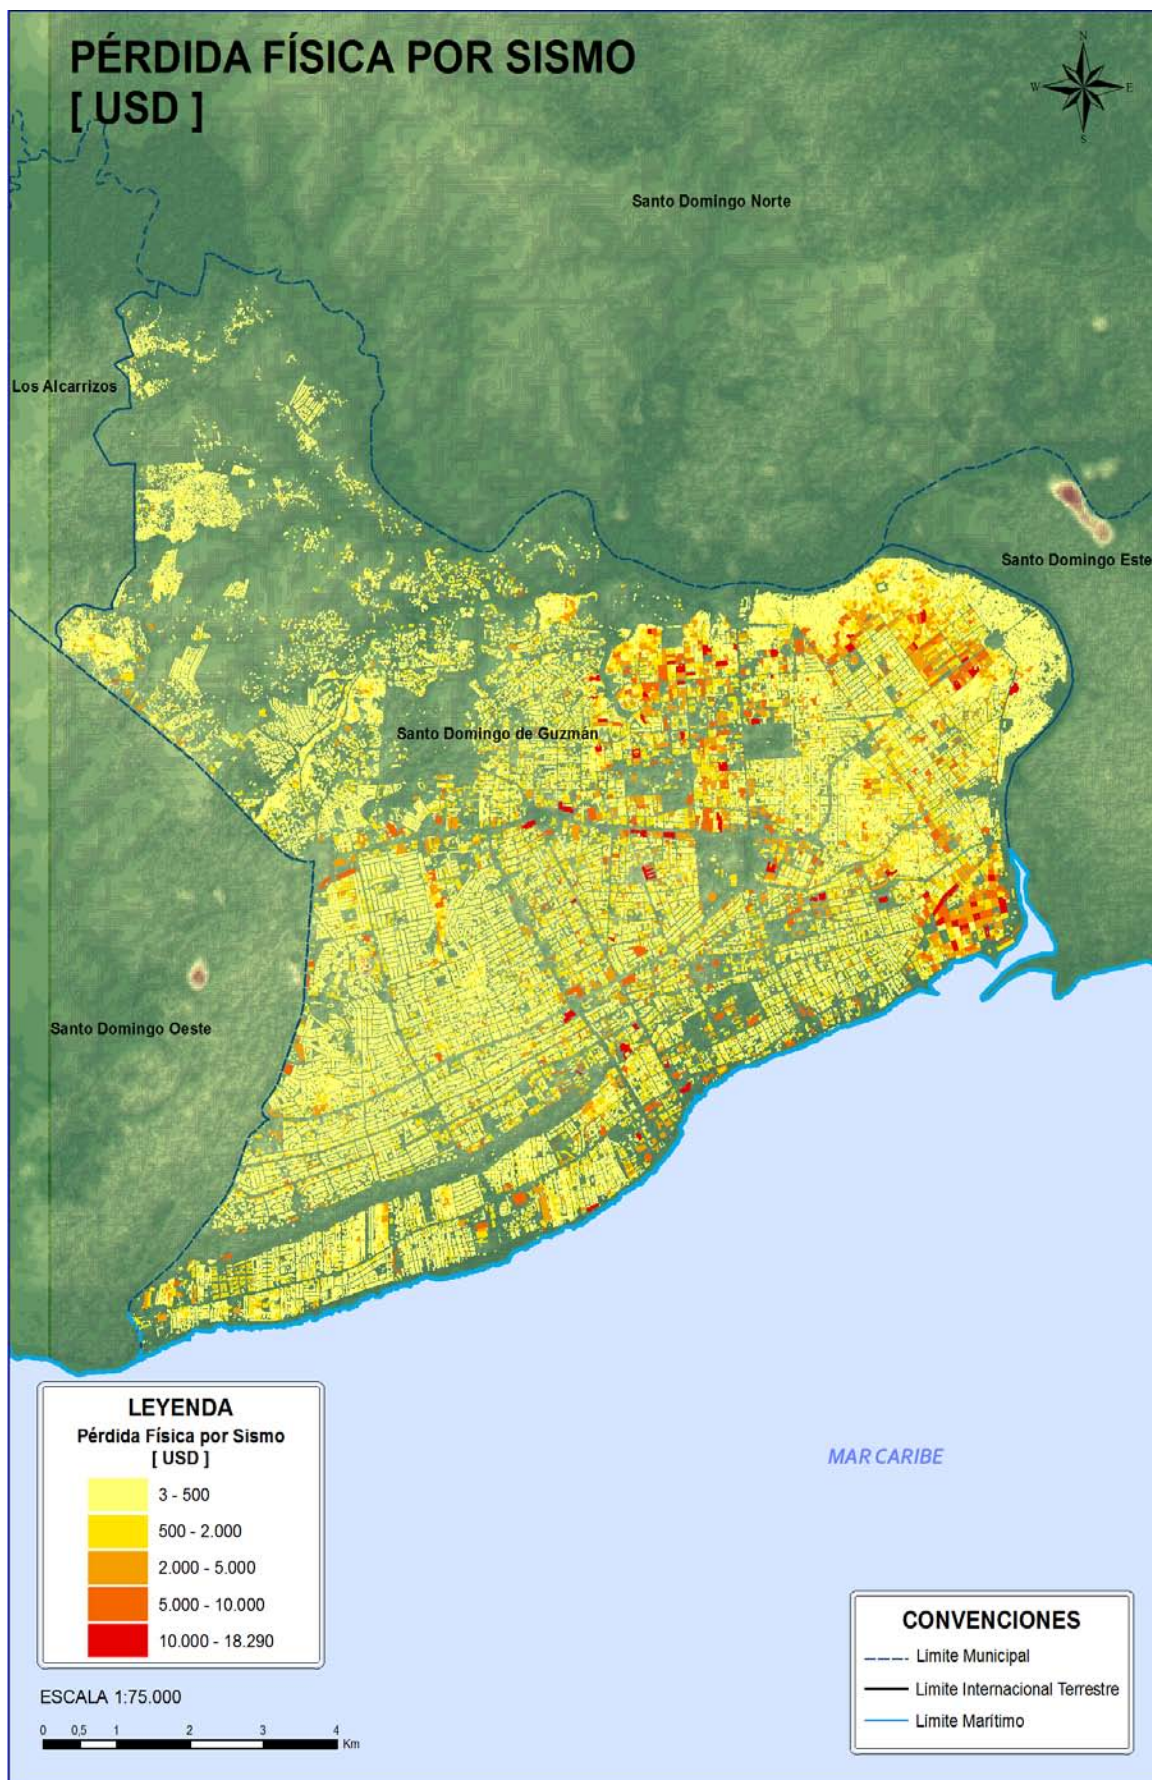 PÉRDIDA FÍSICA POR SISMO
[ USD ]
N
W
E
S
Santo Domingo Norte
Los Alcarrizos
Santo Domingo Este
Santo Domingo de Guzmán
Santo Domingo Oeste
LEYENDA
Pérdida Física por Sismo
[ USD ]
3 - 500
500 - 2.000
2.000 - 5.000
5.000 - 10.000
10.000 - 18.290
MAR CARIBE
CONVENCIONES
Límite Municipal
Límite Internacional Terrestre
Límite Marítimo
ESCALA 1:75.000
0 0,5 1 2 3 4
Km